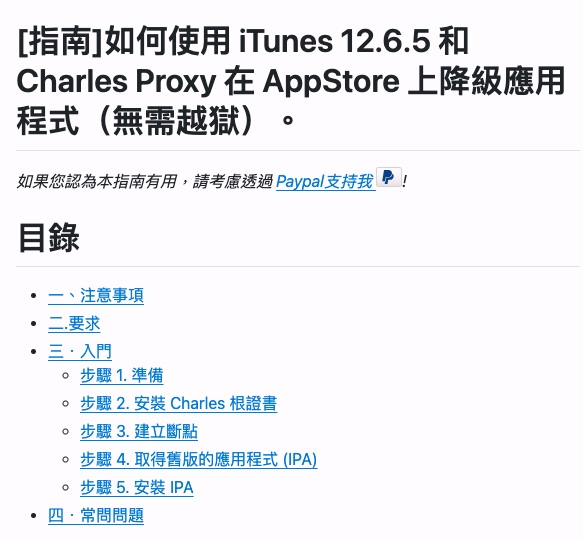 [指南]如何使用 iTunes 12.6.5 和
Charles Proxy 在 AppStore 上降級應用
程式（無需越獄）。
如果您認為本指南有用，請考慮透過 Paypal支持我 !
目錄
一、注意事項
二.要求
三．入門
步驟 1. 準備
步驟 2. 安裝 Charles 根證書
步驟 3. 建立斷點
步驟 4. 取得舊版的應用程式 (IPA)
步驟 5. 安裝 IPA
四．常問問題